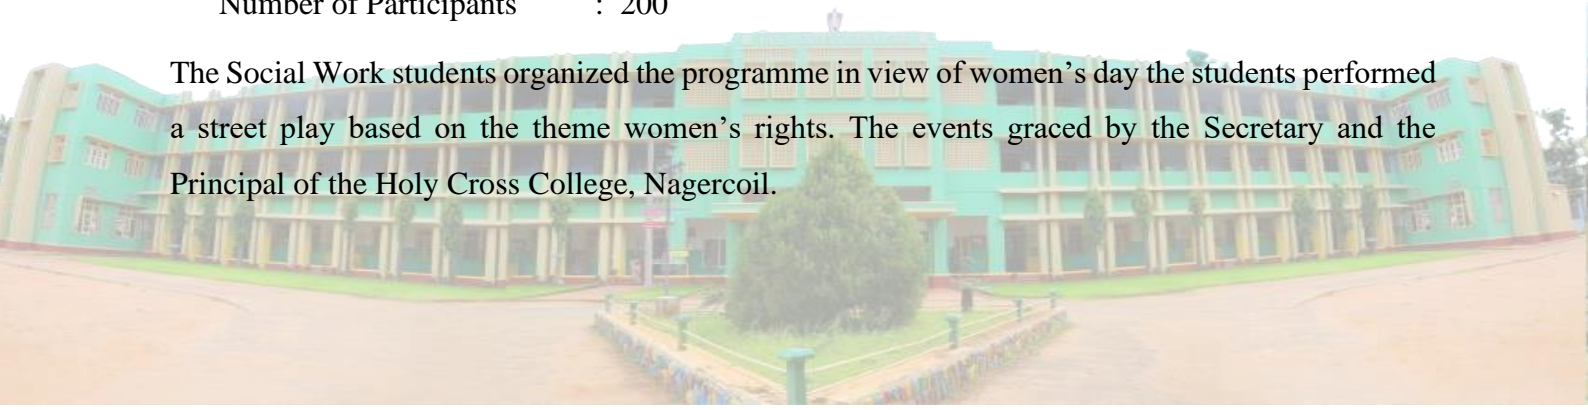 Number of Participants : 200
The Social Work students organized the programme in view of women's day the students performed
a street play based on the theme women's rights. The events graced by the Secretary and the
Principal of the Holy Cross College, Nagercoil.